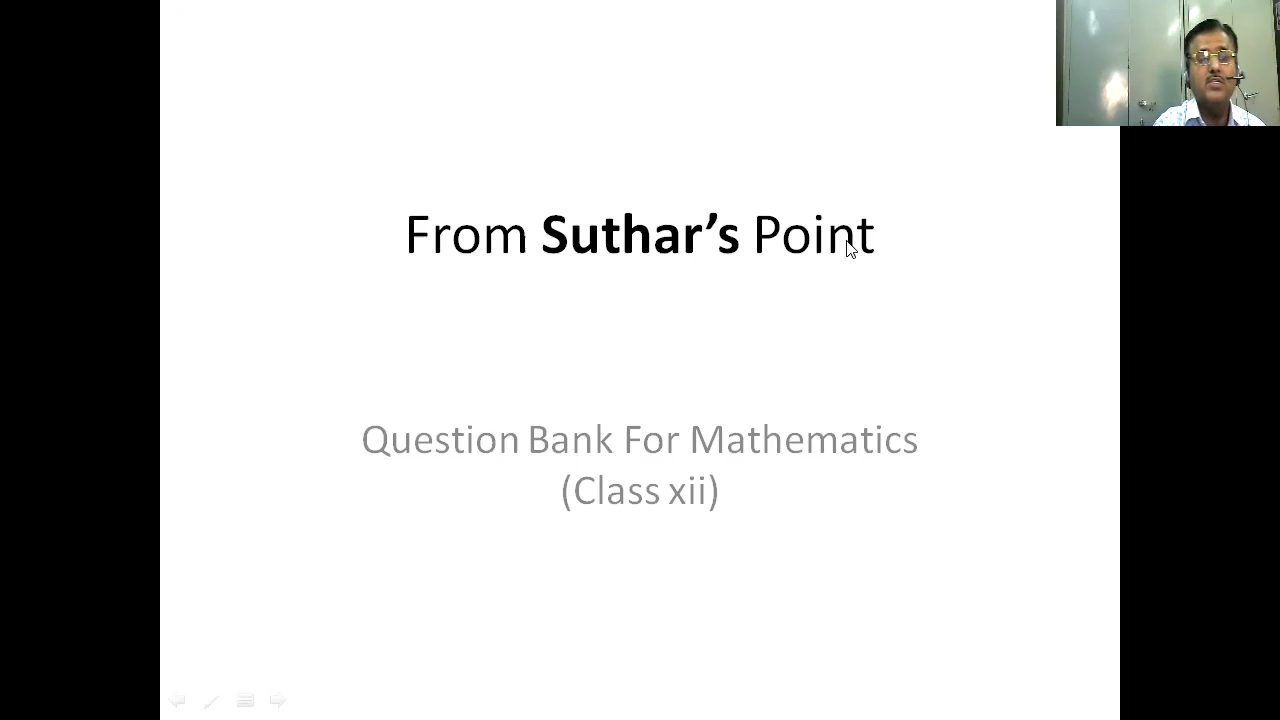 From Suthar’s Point
Question Bank For Mathematics
(Class xii)